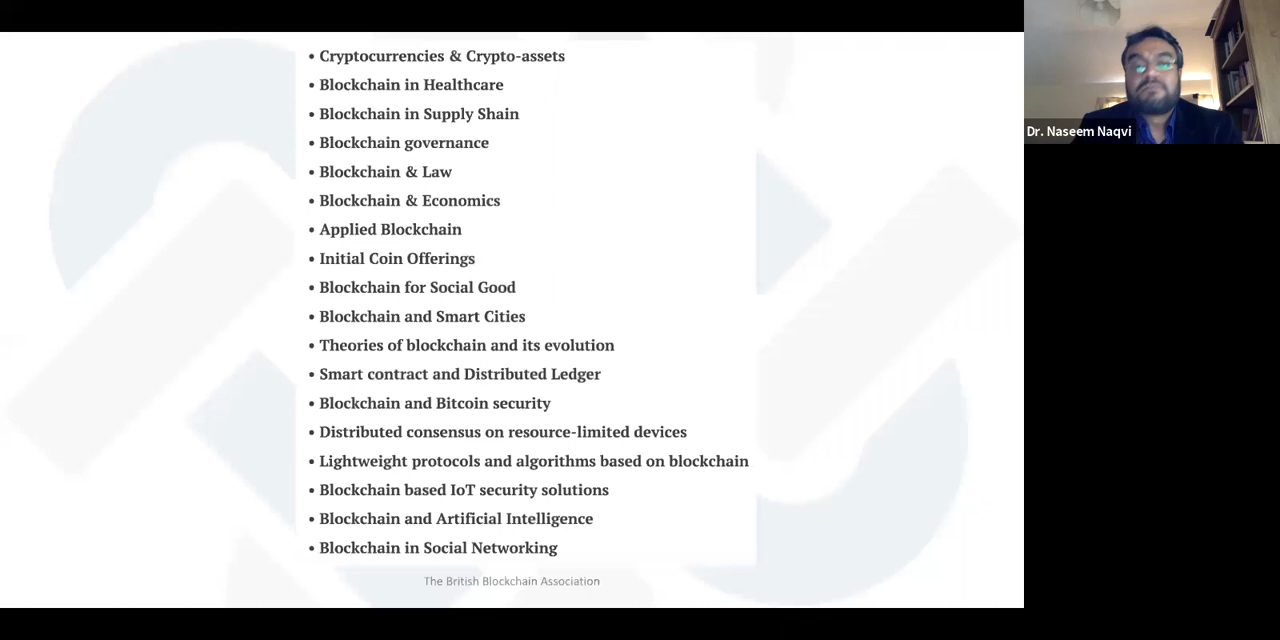 • Cryptocurrencies & Crypto-assets
• Blockchain in Healthcare
• Blockchain in Supply Shain
• Blockchain governance
• Blockchain & Law
• Blockchain & Economics
• Applied Blockchain
• Initial Coin Offerings
• Blockchain for Social Good
• Blockchain and Smart Cities
• Theories of blockchain and its evolution
• Smart contract and Distributed Ledger
• Blockchain and Bitcoin security
• Distributed consensus on resource-limited devices
• Lightweight protocols and algorithms based on blockchain
• Blockchain based IoT security solutions
• Blockchain and Artificial Intelligence
• Blockchain in Social Networking
The British Blockchain Association
Dr. Naseem Naqvi